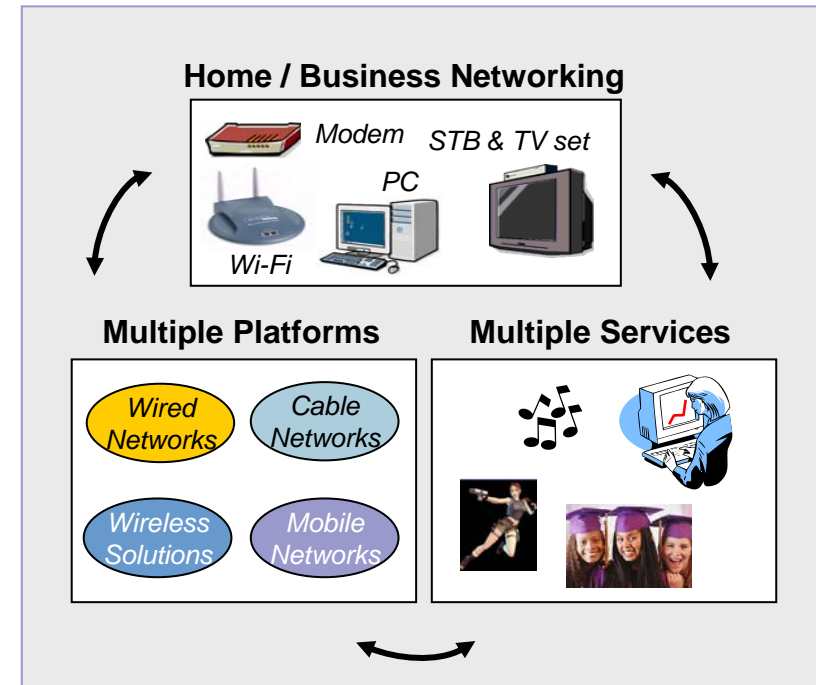 Home / Business Networking
Modem
STB & TV set
PC
Wi-Fi
Multiple Platforms
Multiple Services
Wired
Networks
Cable
Networks
Wireless
Solutions
Mobile
Networks